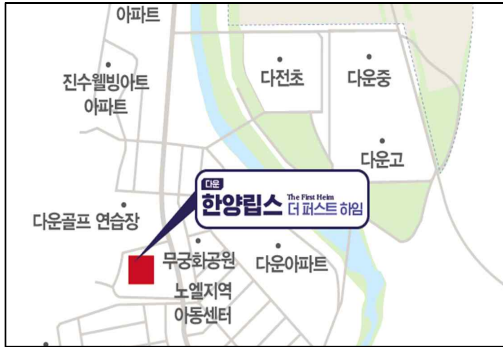 아파트
진수웰빙아트
아파트
다전초
다운중
다운고
다운
한양립스
The First Heim
더 퍼스트 하임
다운골프 연습장
무궁화공원
다운아파트
노엘지역
아동센터